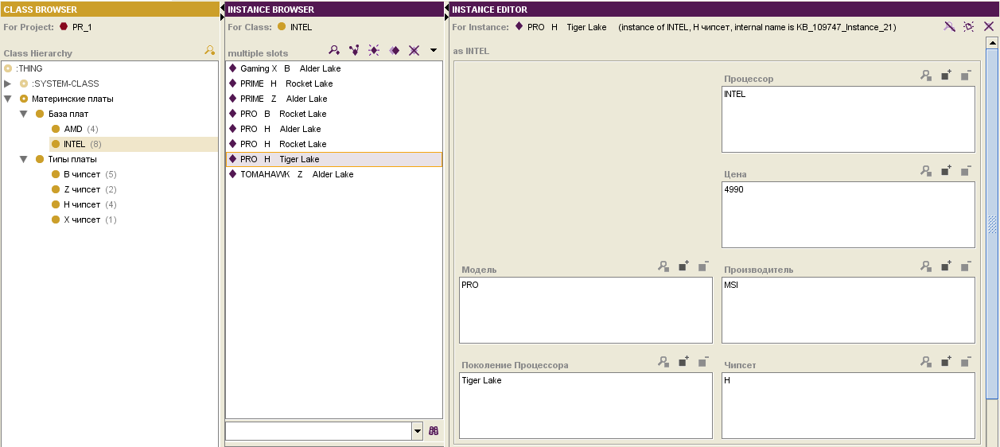 CLASS BROWSER
For Project: PR_1
Class Hierarchy
:THING
:SYSTEM-CLASS
Материнские платы
База плат
AMD (4)
INTEL (8)
Типы платы
B чипсет (5)
Z чипсет (2)
H чипсет (4)
X чипсет (1)
INSTANCE BROWSER
For Class: INTEL
multiple slots
Gaming X B Alder Lake
PRIME H Rocket Lake
PRIME Z Alder Lake
PRO B Rocket Lake
PRO H Alder Lake
PRO H Rocket Lake
PRO H Tiger Lake
TOMAHAWK Z Alder Lake
INSTANCE EDITOR
For Instance: PRO H Tiger Lake (instance of INTEL, H чипсет, internal name is KB_109747_Instance_21)
as INTEL
Процессор
INTEL
Цена
4990
Модель
PRO
Производитель
MSI
Поколение Процессора
Tiger Lake
Чипсет
H